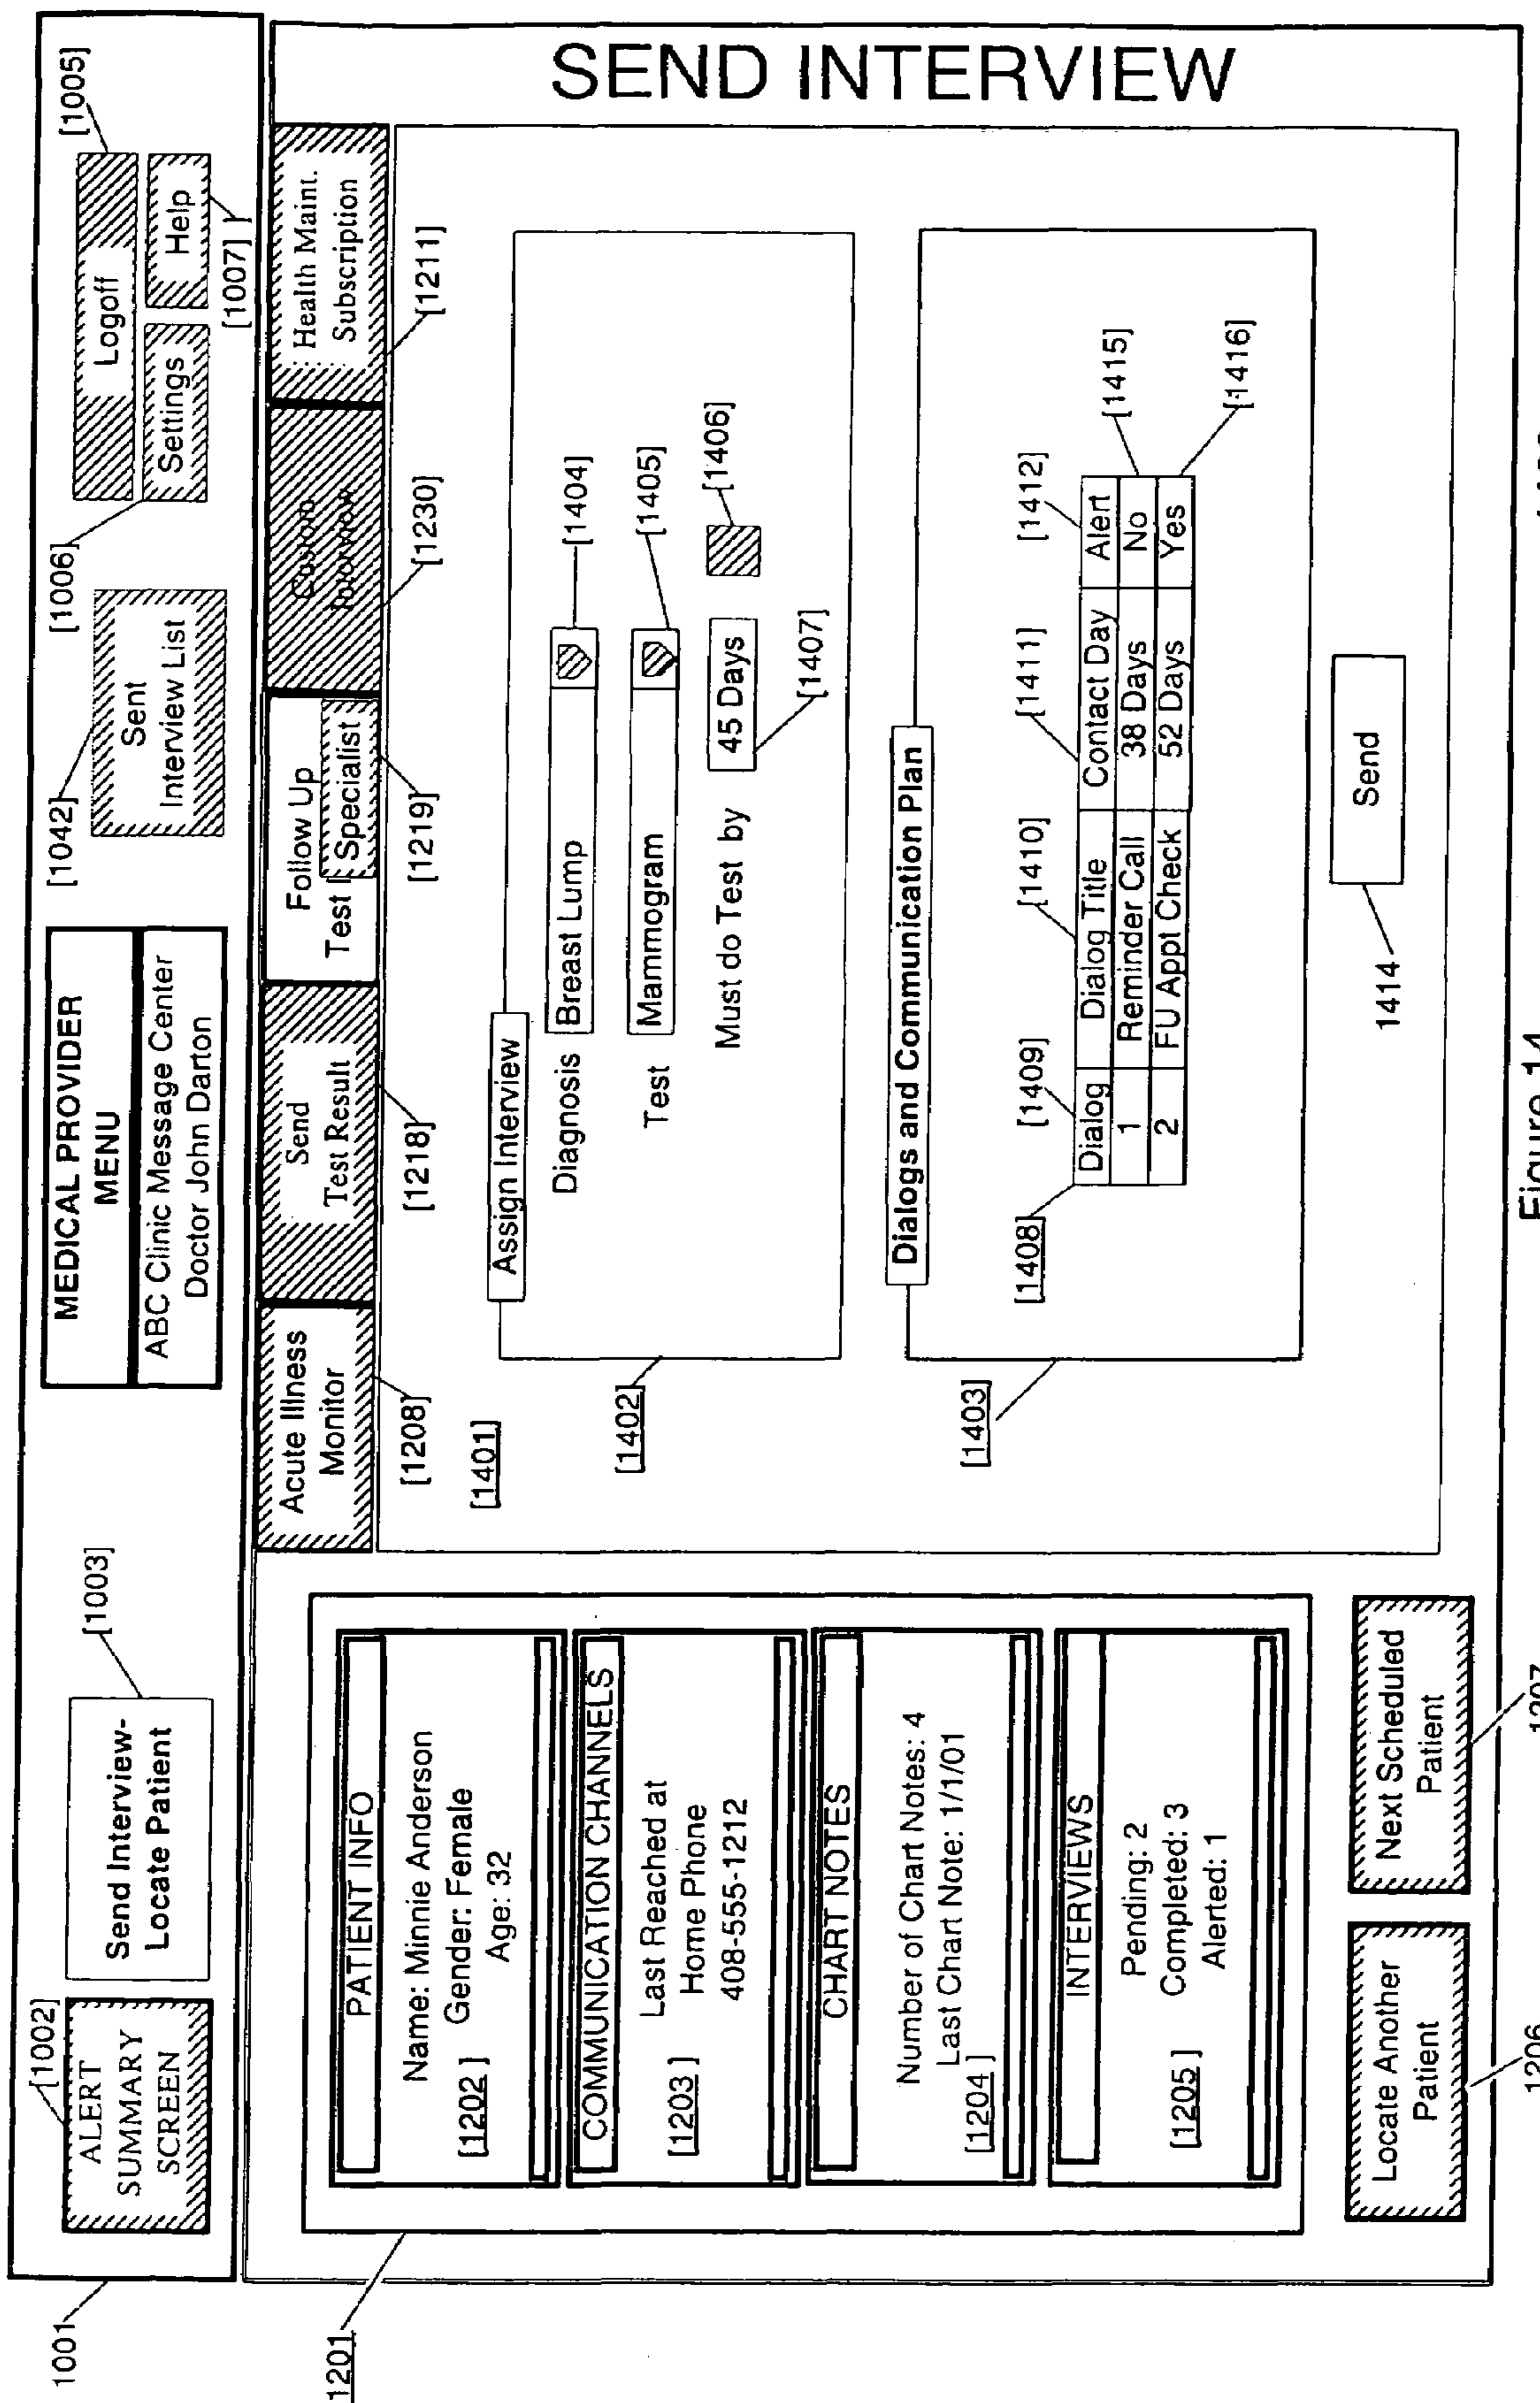 1001
[1002]
ALERT
SUMMARY
SCREEN
[1003]
Send Interview-
Locate Patient
MEDICAL PROVIDER
MENU
ABC Clinic Message Center
Doctor John Darton
[1042]
Sent
Interview List
[1006]
[1005]
Logoff
Settings
Help
[1007]
1201
PATIENT INFO
Name: Minnie Anderson
Gender: Female
Age: 32
[1202]
COMMUNICATION CHANNELS
Last Reached at
Home Phone
408-555-1212
[1203]
CHART NOTES
Number of Chart Notes: 4
Last Chart Note: 1/1/01
[1204]
INTERVIEWS
Pending: 2
Completed: 3
Alerted: 1
[1205]
Locate Another
Patient
1206
Next Scheduled
Patient
1207
Acute Illness
Monitor
[1208]
Send
Test Result
[1218]
Follow Up
Test
Specialist
[1219]
[1230]
Health Maint.
Subscription
[1211]
SEND INTERVIEW
[1401]
Assign Interview
[1402]
Diagnosis Breast Lump
[1404]
Test Mammogram
[1405]
Must do Test by 45 Days
[1406]
[1407]
Dialogs and Communication Plan
[1403]
[1408]
[1409]
[1410]
[1411]
[1412]
Dialog Dialog Title Contact Day Alert
1 Reminder Call 38 Days No
[1415]
2 FU Appt Check 52 Days Yes
[1416]
Send
1414
Figure 14